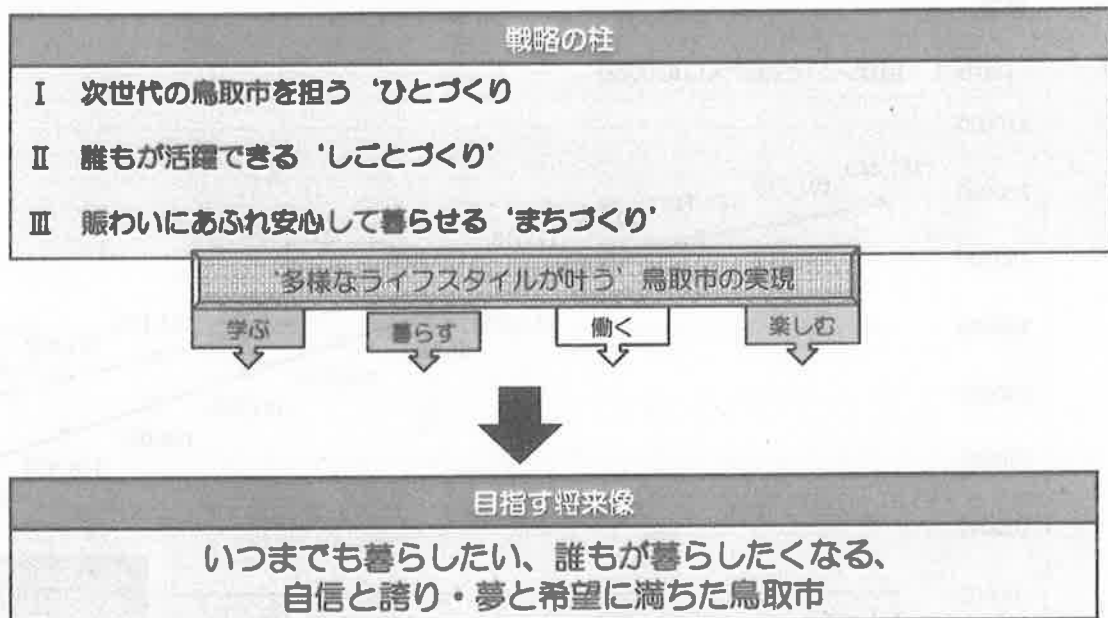 戦略の柱
Ⅰ 次世代の鳥取市を担う ‘ひとづくり
Ⅱ 誰もが活躍できる ‘しごとづくり’
Ⅲ 賑わいにあふれ安心して暮らせる ‘まちづくり’
‘多様なライフスタイルが叶う’ 鳥取市の実現
学ぶ
暮らす
働く
楽しむ
目指す将来像
いつまでも暮らしたい、誰もが暮らしたくなる、
自信と誇り・夢と希望に満ちた鳥取市